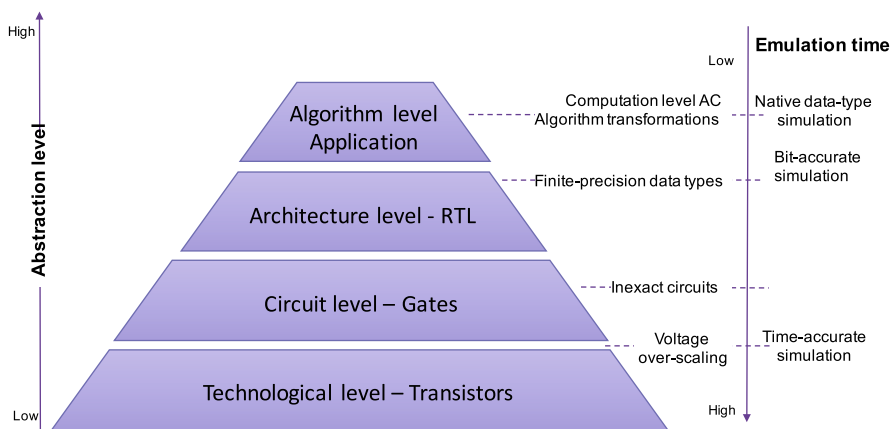 High
Abstraction level
Low
Algorithm level
Application
Architecture level - RTL
Circuit level – Gates
Technological level – Transistors
Computation level AC
Algorithm transformations
Finite-precision data types
Inexact circuits
Voltage
over-scaling
Emulation time
Low
Native data-type
simulation
Bit-accurate
simulation
Time-accurate
simulation
High